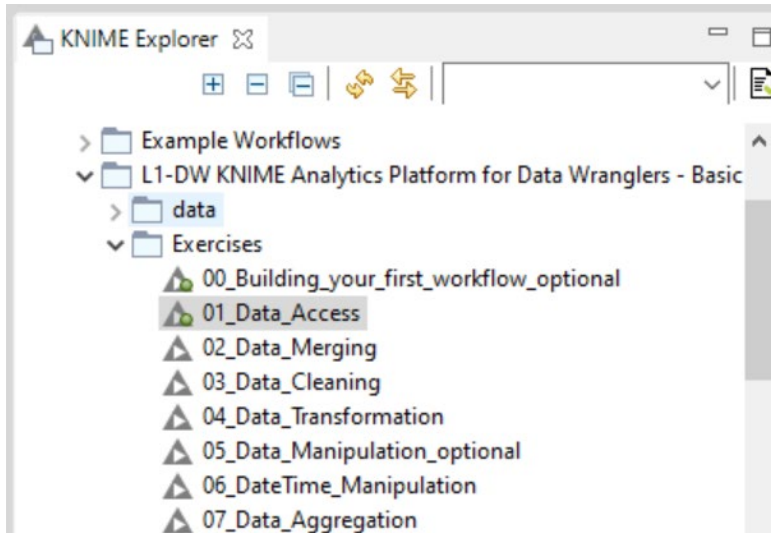 KNIME Explorer
Example Workflows
L1-DW KNIME Analytics Platform for Data Wranglers - Basic
data
Exercises
00_Building_your_first_workflow_optional
01_Data_Access
02_Data_Merging
03_Data_Cleaning
04_Data_Transformation
05_Data_Manipulation_optional
06_DateTime_Manipulation
07_Data_Aggregation